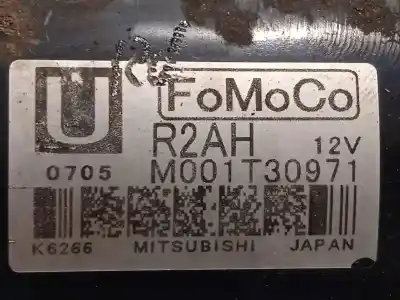 U
FoMoCo
R2AH 12V
0705 M001T30971
K6266 MITSUBISHI JAPAN